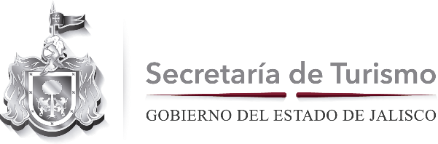 Secretaría de Turismo
GOBIERNO DEL ESTADO DE JALISCO